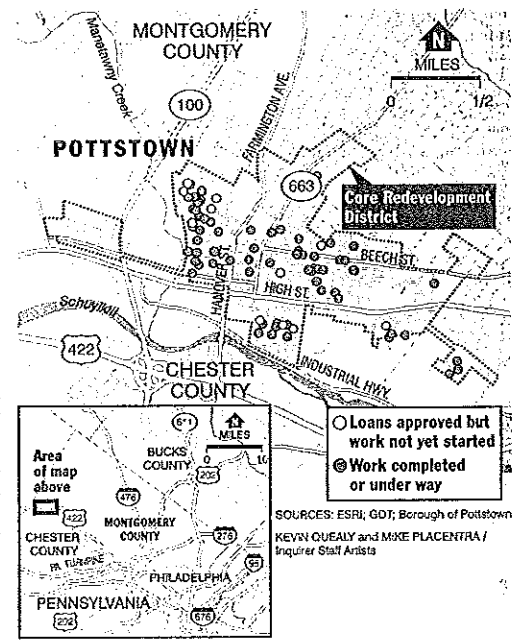 MONTGOMERY
COUNTY
N
MILES
0 1/2
Manatawny Creek
100
FARMINGTON AVE.
POTTSTOWN
663
Core Redevelopment
District
BEECH ST.
HANOVER
HIGH ST.
Schuylkill
422
INDUSTRIAL HWY.
CHESTER
COUNTY
Loans approved but
work not yet started
Work completed
or under way
N
MILES
0 10
BUCKS
COUNTY
202
Area
of map
above
476
422
MONTGOMERY
COUNTY
276
CHESTER
COUNTY
PA TURNPIKE
95
PHILADELPHIA
PENNSYLVANIA
202
676
SOURCES: ESRI; GDT; Borough of Pottstown
KEVIN QUEALY and MIKE PLACENTRA /
Inquirer Staff Artists